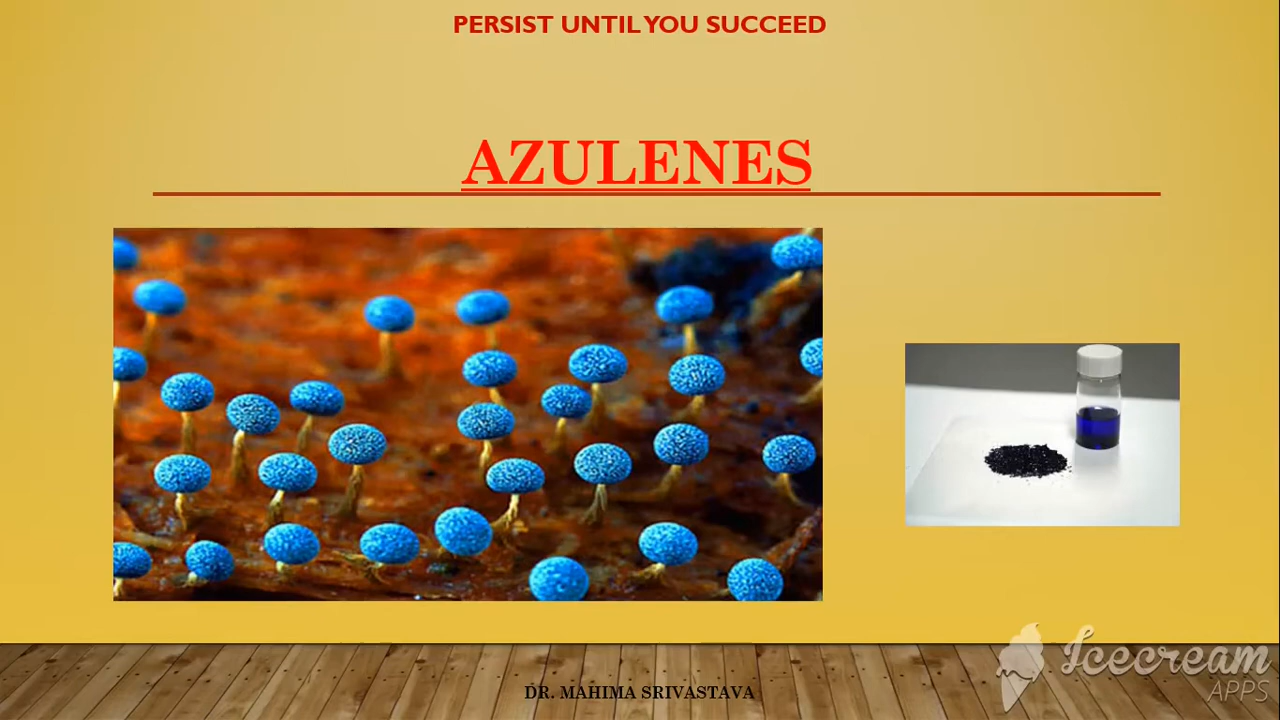 PERSIST UNTIL YOU SUCCEED
AZULENES
DR. MAHIMA SRIVASTAVA
Icecream
APPS